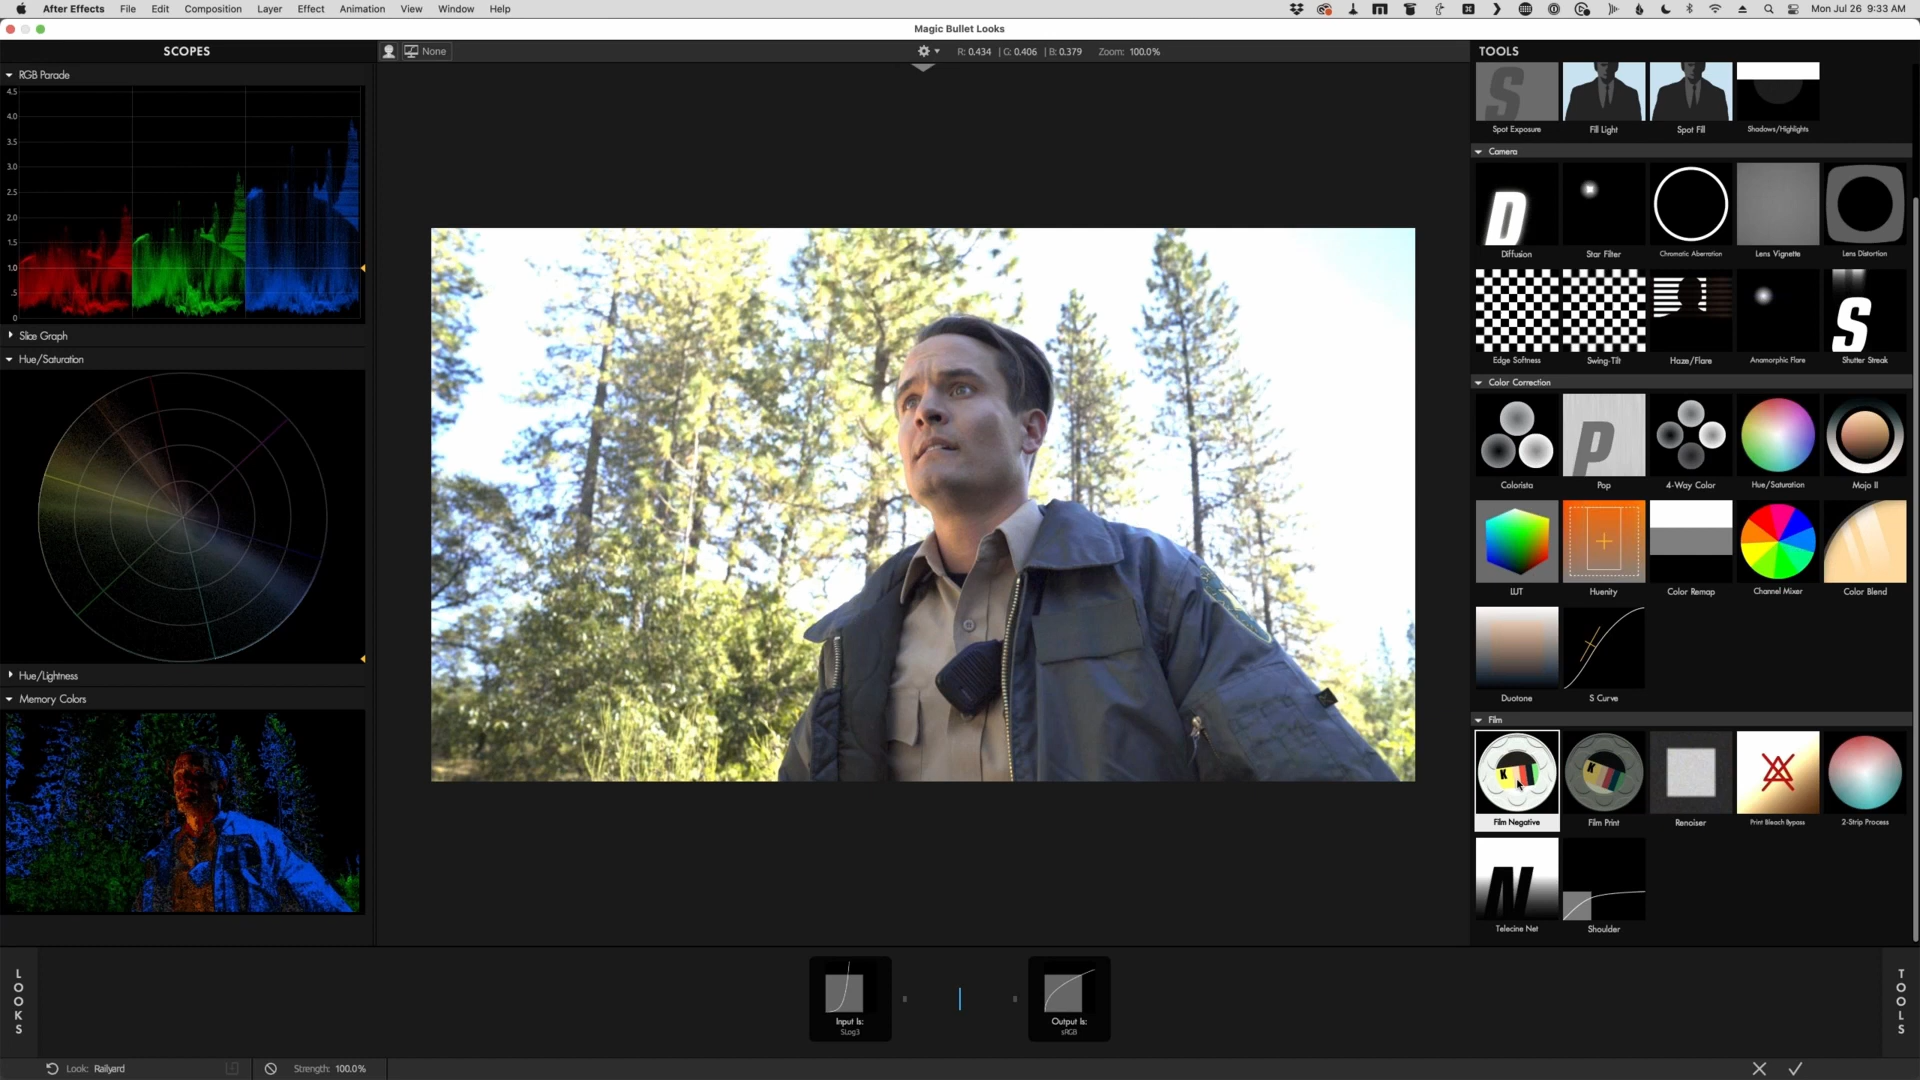 After Effects File Edit Composition Layer Effect Animation View Window Help Mon Jul 26 9:33 AM
Magic Bullet Looks
SCOPES
None
R: 0.434 | G: 0.406 | B: 0.379 Zoom: 100.0%
TOOLS
RGB Parade
4.5
4.0
3.5
3.0
2.5
2.0
1.5
1.0
.5
0
Slice Graph
Hue/Saturation
Hue/Lightness
Memory Colors
S
Spot Exposure Fill Light Spot Fill Shadows/Highlights
Camera
D
Diffusion Star Filter Chromatic Aberration Lens Vignette Lens Distortion
S
Edge Softness Swing-Tilt Haze/Flare Anamorphic Flare Shutter Streak
Color Correction
P
Colorista Pop 4-Way Color Hue/Saturation Mojo II
LUT Huenity Color Remap Channel Mixer Color Blend
Duotone S Curve
Film
K K
Film Negative Film Print Renoiser Print Bleach Bypass 2-Strip Process
N
Telecine Net Shoulder
LOOKS
Input Is:
SLog3
Output Is:
sRGB
TOOLS
Look: Railyard
Strength: 100.0%